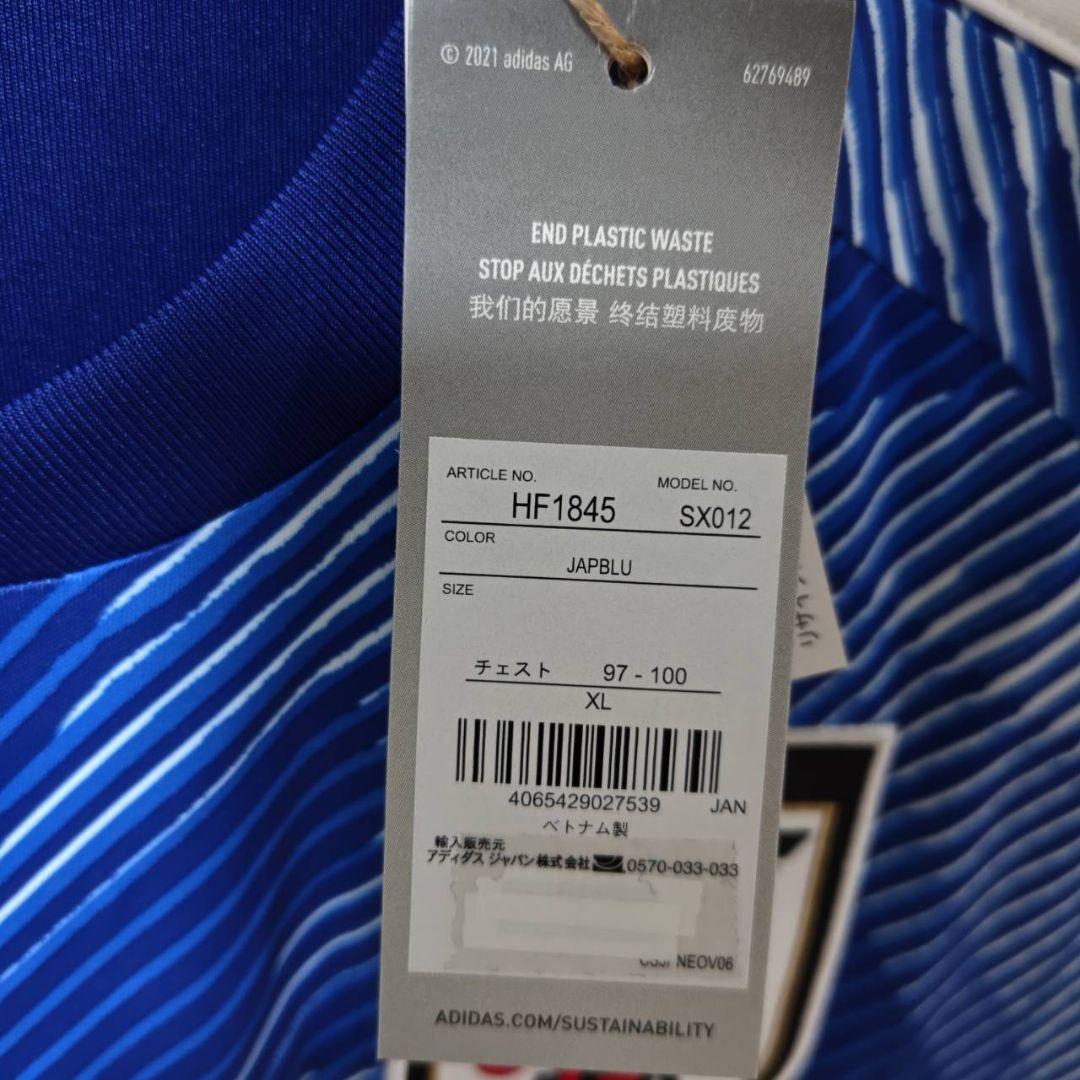 © 2021 adidas AG
62769489
END PLASTIC WASTE
STOP AUX DÉCHETS PLASTIQUES
我们的愿景 终结塑料废物
ARTICLE NO.
MODEL NO.
HF1845
SX012
COLOR
JAPBLU
SIZE
チェスト 97 - 100
XL
4065429027539 JAN
ベトナム製
輸入販売元
アディダス ジャパン株式会社 0570-033-033
NEOV06
ADIDAS.COM/SUSTAINABILITY